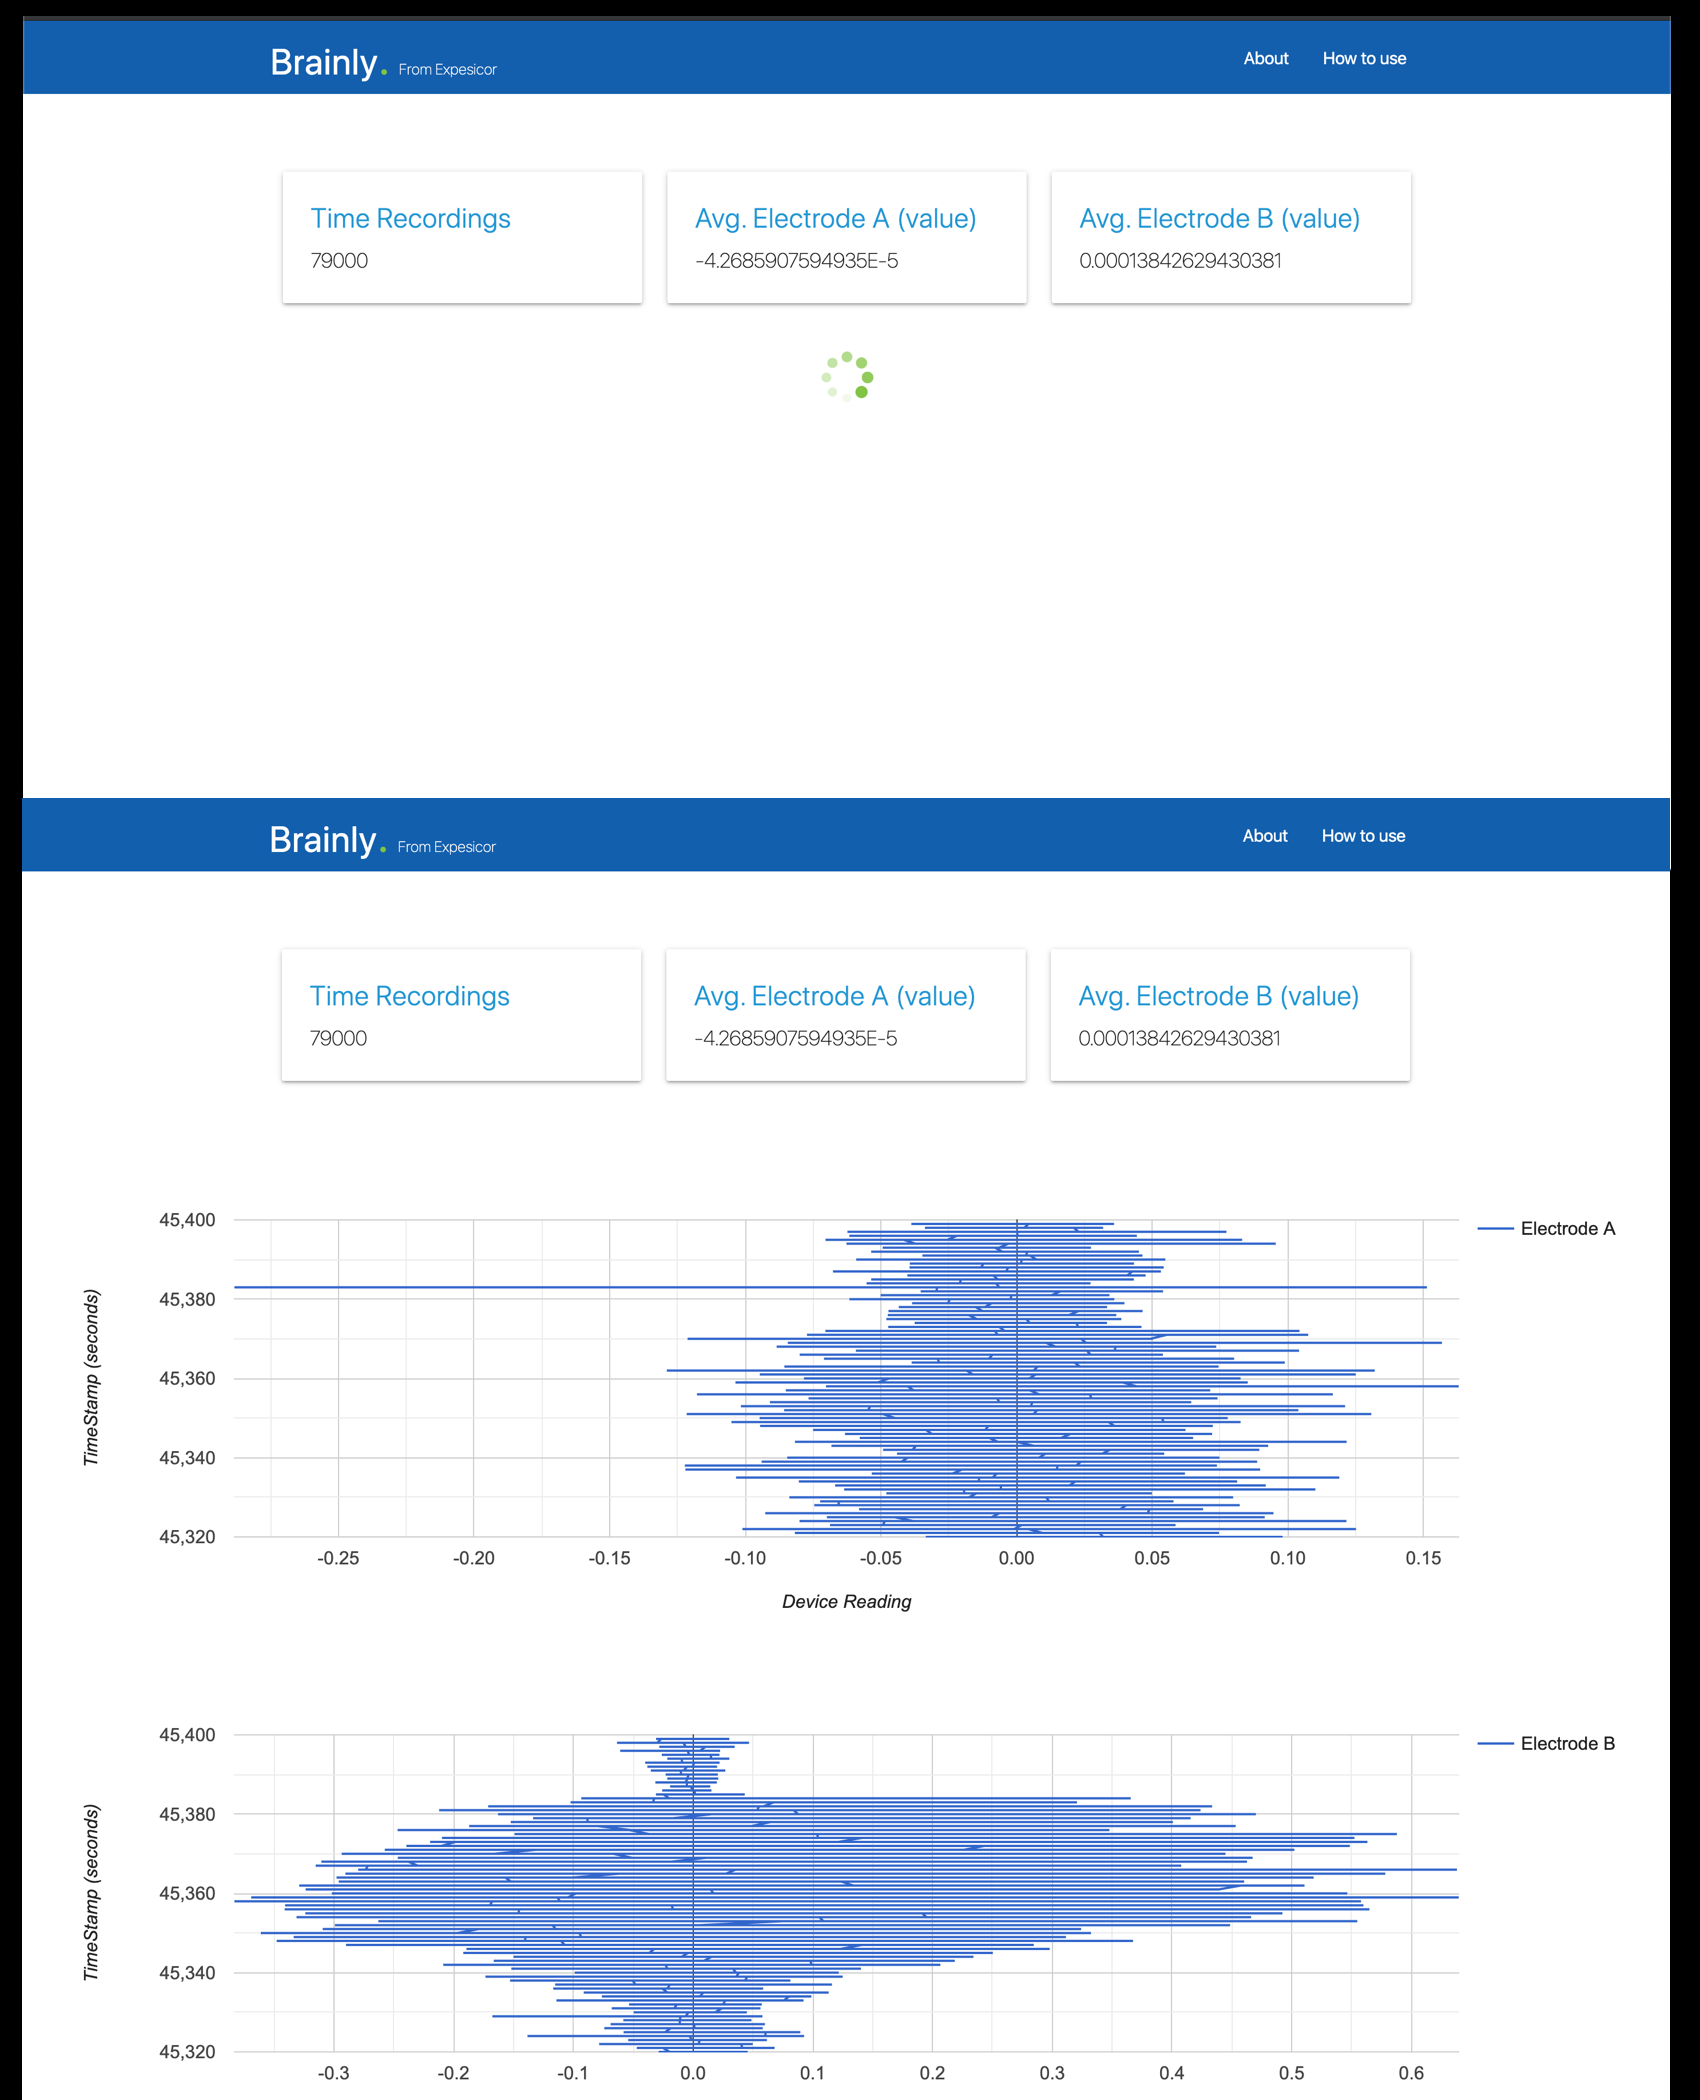 Brainly. From Expesicor
About How to use
Time Recordings
79000
Avg. Electrode A (value)
-4.2685907594935E-5
Avg. Electrode B (value)
0.00013842629430381
Brainly. From Expesicor
About How to use
Time Recordings
79000
Avg. Electrode A (value)
-4.2685907594935E-5
Avg. Electrode B (value)
0.00013842629430381
TimeStamp (seconds)
45,400
45,380
45,360
45,340
45,320
-0.25 -0.20 -0.15 -0.10 -0.05 0.00 0.05 0.10 0.15
Device Reading
Electrode A
TimeStamp (seconds)
45,400
45,380
45,360
45,340
45,320
-0.3 -0.2 -0.1 0.0 0.1 0.2 0.3 0.4 0.5 0.6
Electrode B